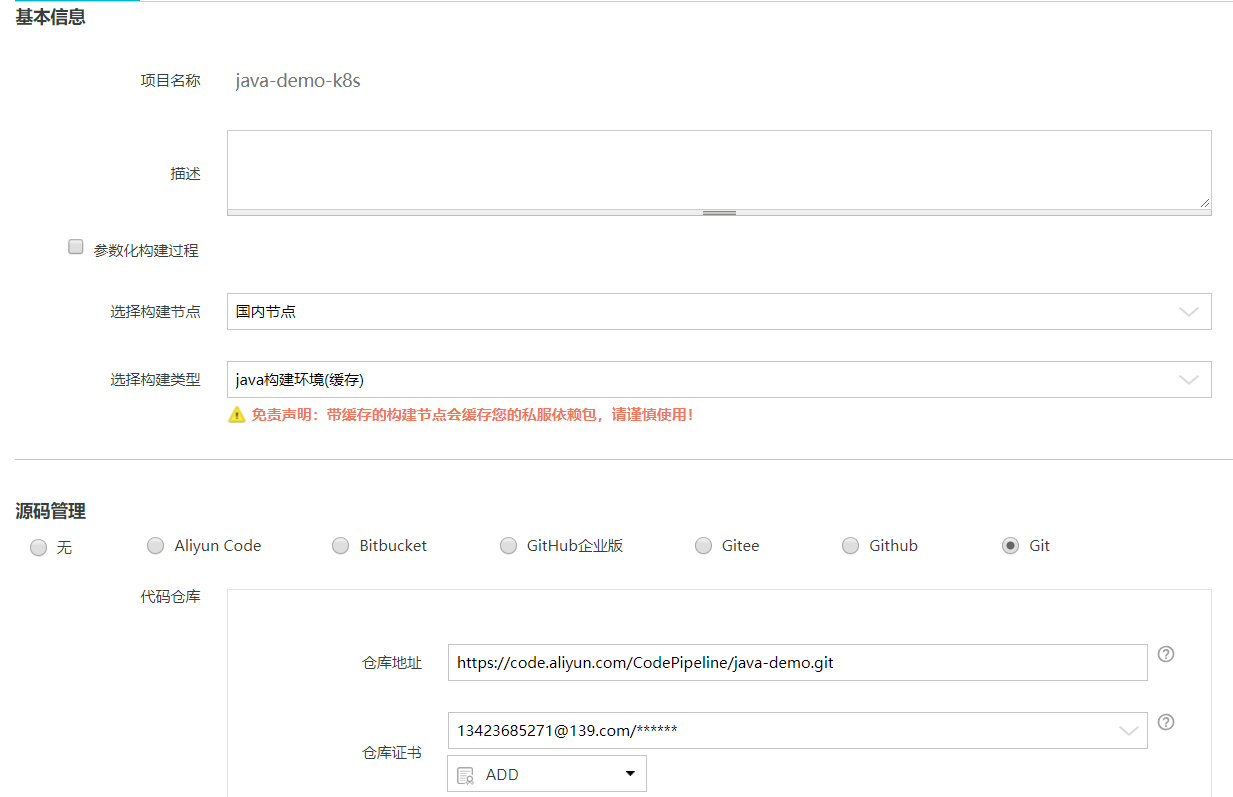 基本信息
项目名称 java-demo-k8s
描述
参数化构建过程
选择构建节点 国内节点
选择构建类型 java构建环境(缓存)
免责声明：带缓存的构建节点会缓存您的私服依赖包，请谨慎使用！
源码管理
无 Aliyun Code Bitbucket GitHub企业版 Gitee Github Git
代码仓库
仓库地址 https://code.aliyun.com/CodePipeline/java-demo.git
仓库证书 13423685271@139.com/******
ADD